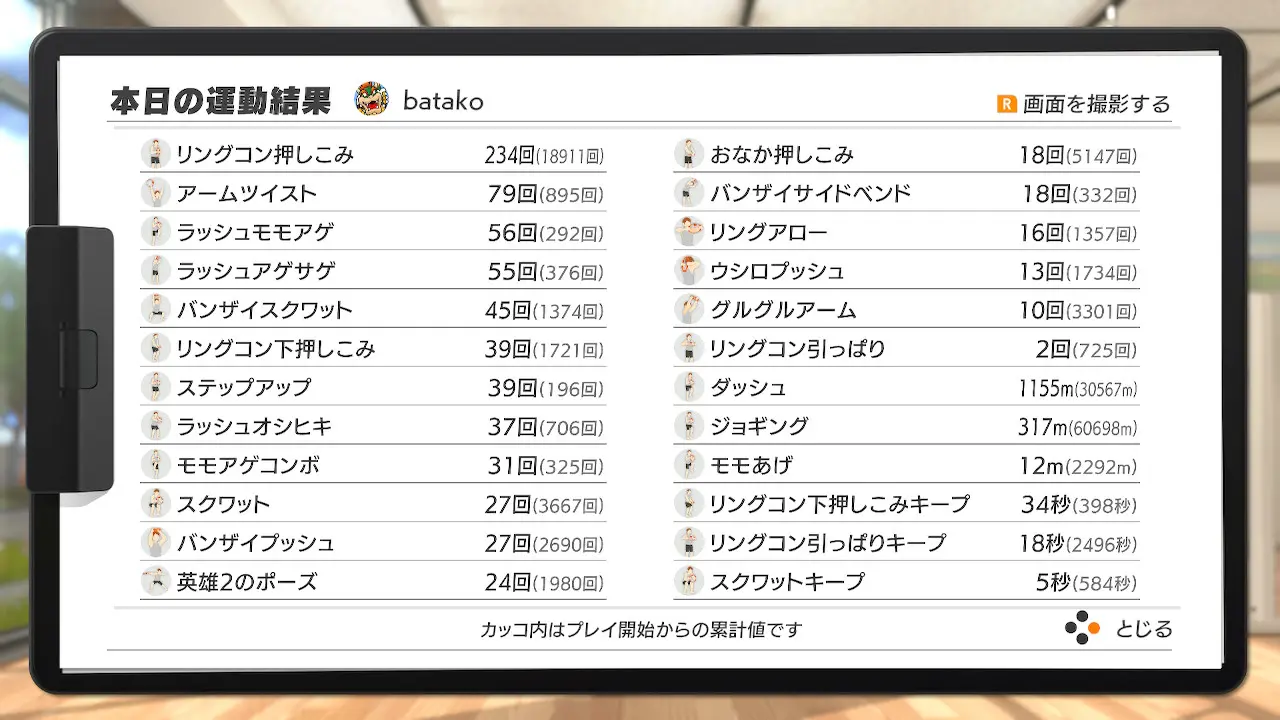 本日の運動結果 batako
R 画面を撮影する
リングコン押しこみ 234回(18911回)
アームツイスト 79回(895回)
ラッシュモモアゲ 56回(292回)
ラッシュアゲサゲ 55回(376回)
バンザイスクワット 45回(1374回)
リングコン下押しこみ 39回(1721回)
ステップアップ 39回(196回)
ラッシュオシヒキ 37回(706回)
モモアゲコンボ 31回(325回)
スクワット 27回(3667回)
バンザイプッシュ 27回(2690回)
英雄2のポーズ 24回(1980回)
おなか押しこみ 18回(5147回)
バンザイサイドベンド 18回(332回)
リングアロー 16回(1357回)
ウシロプッシュ 13回(1734回)
グルグルアーム 10回(3301回)
リングコン引っぱり 2回(725回)
ダッシュ 1155m(30567m)
ジョギング 317m(60698m)
モモあげ 12m(2292m)
リングコン下押しこみキープ 34秒(398秒)
リングコン引っぱりキープ 18秒(2496秒)
スクワットキープ 5秒(584秒)
カッコ内はプレイ開始からの累計値です
とじる